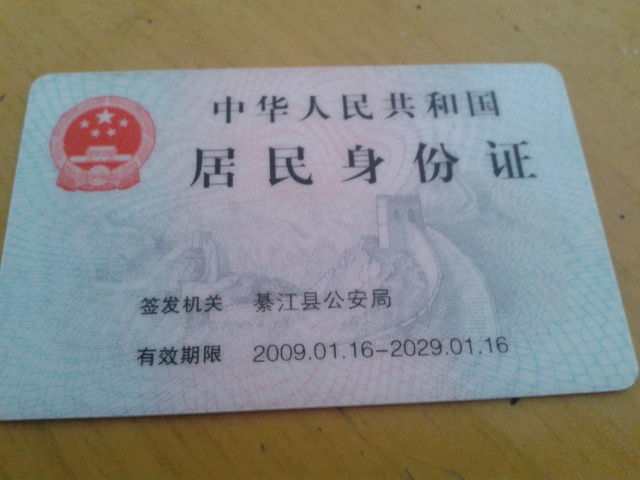 中华人民共和国
居民身份证
签发机关 綦江县公安局
有效期限 2009.01.16-2029.01.16